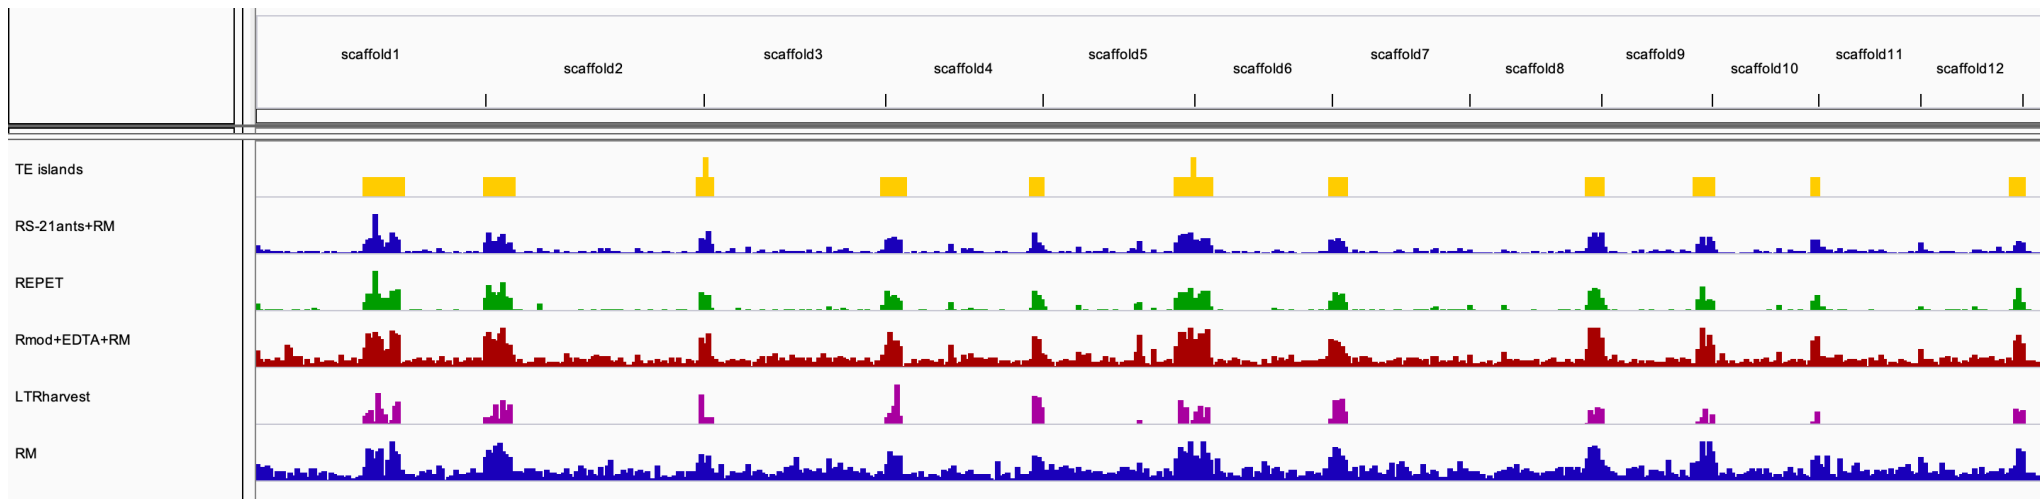 scaffold1
scaffold2
scaffold3
scaffold4
scaffold5
scaffold6
scaffold7
scaffold8
scaffold9
scaffold10
scaffold11
scaffold12
TE islands
RS-21ants+RM
REPET
Rmod+EDTA+RM
LTRharvest
RM